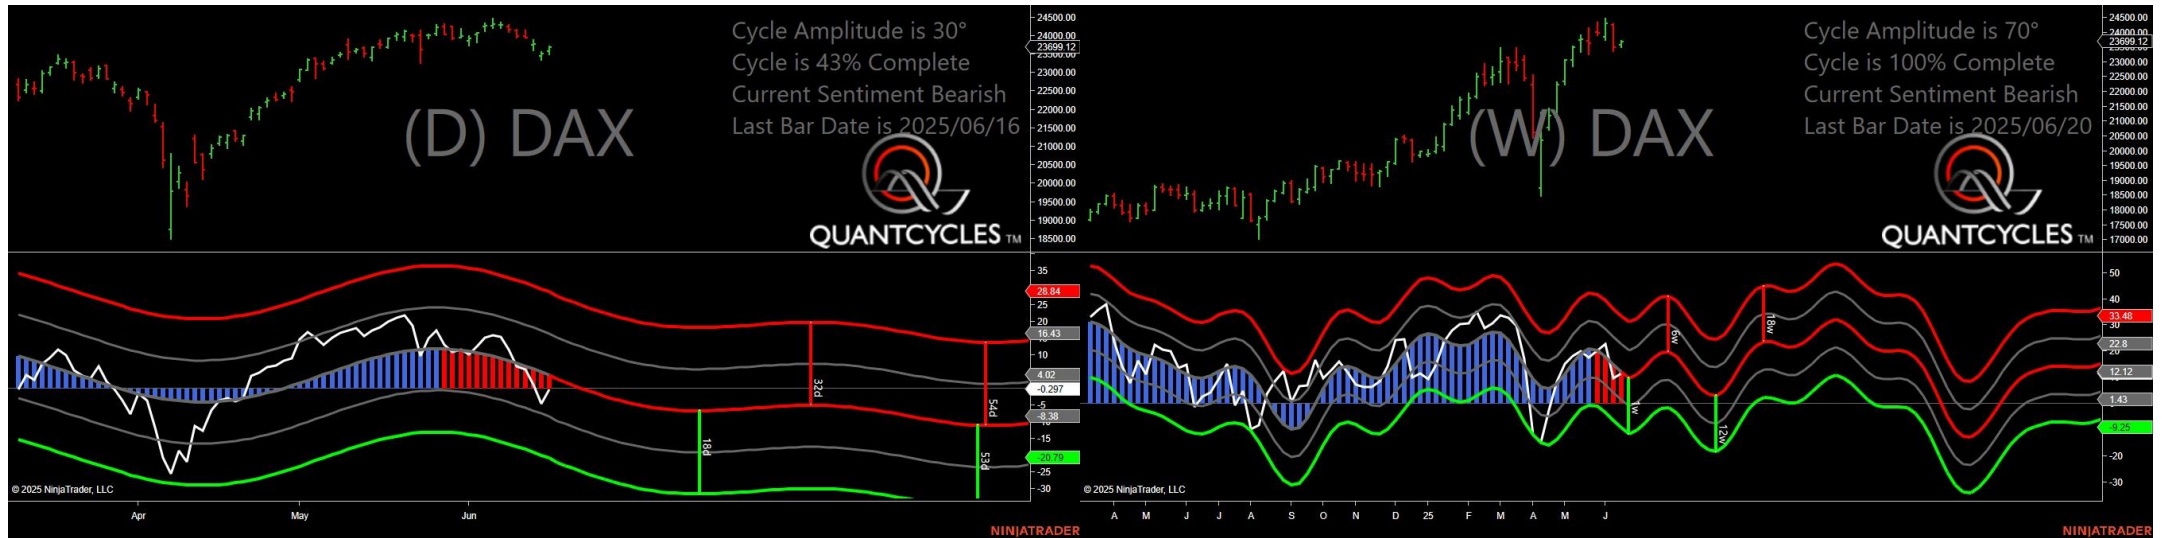 Cycle Amplitude is 30°
Cycle is 43% Complete
Current Sentiment Bearish
Last Bar Date is 2025/06/16
(D) DAX
QUANTCYCLES TM
24500.00
24000.00
23699.12
23000.00
22500.00
22000.00
21500.00
21000.00
20500.00
20000.00
19500.00
19000.00
18500.00
35
28.84
25
20
16.43
10
4.02
-0.297
-5
-8.38
-15
-20.79
-25
-30
32d
54d
18d
53d
© 2025 NinjaTrader, LLC
Apr
May
Jun
NINJATRADER
Cycle Amplitude is 70°
Cycle is 100% Complete
Current Sentiment Bearish
Last Bar Date is 2025/06/20
(W) DAX
QUANTCYCLES TM
24500.00
24000.00
23699.12
23000.00
22500.00
22000.00
21500.00
21000.00
20500.00
20000.00
19500.00
19000.00
18500.00
18000.00
17500.00
17000.00
50
40
33.48
30
22.8
20
12.12
1.43
-9.25
-20
-30
6w
18w
1w
12w
© 2025 NinjaTrader, LLC
A M J J A S O N D 25 F M A M J
NINJATRADER